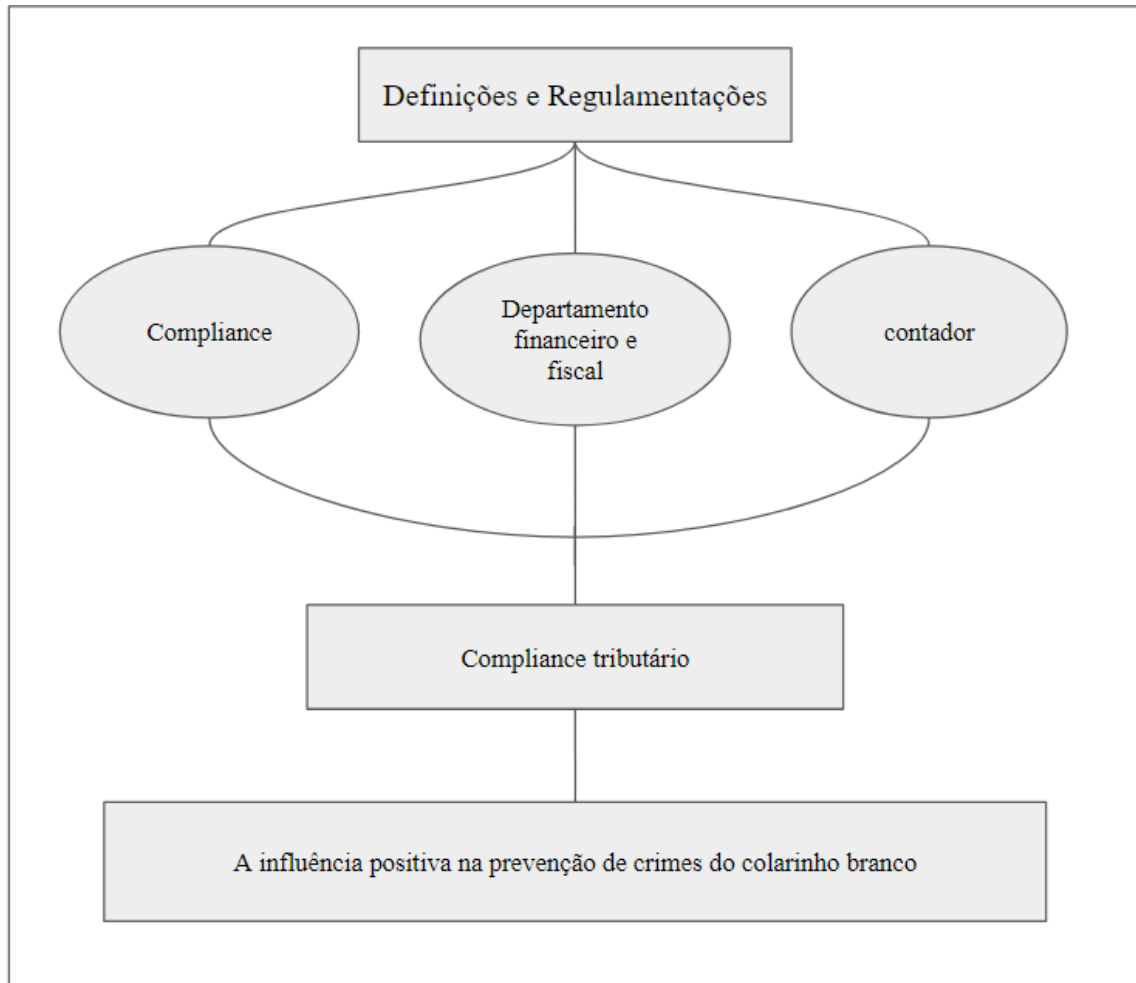 Definições e Regulamentações
Compliance
Departamento
financeiro e
fiscal
contador
Compliance tributário
A influência positiva na prevenção de crimes do colarinho branco